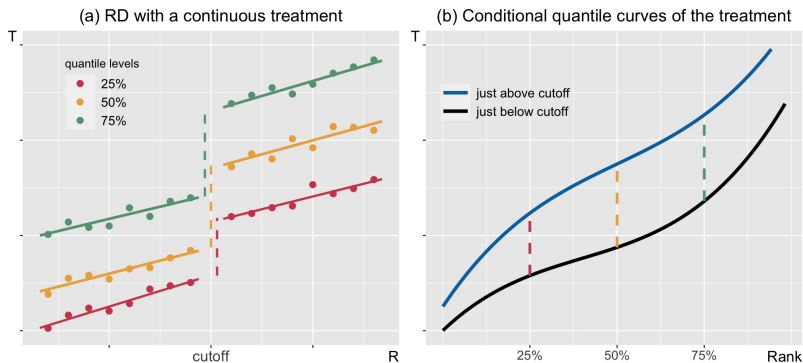 (a) RD with a continuous treatment
T
quantile levels
25%
50%
75%
cutoff
R
(b) Conditional quantile curves of the treatment
T
just above cutoff
just below cutoff
25%
50%
75%
Rank